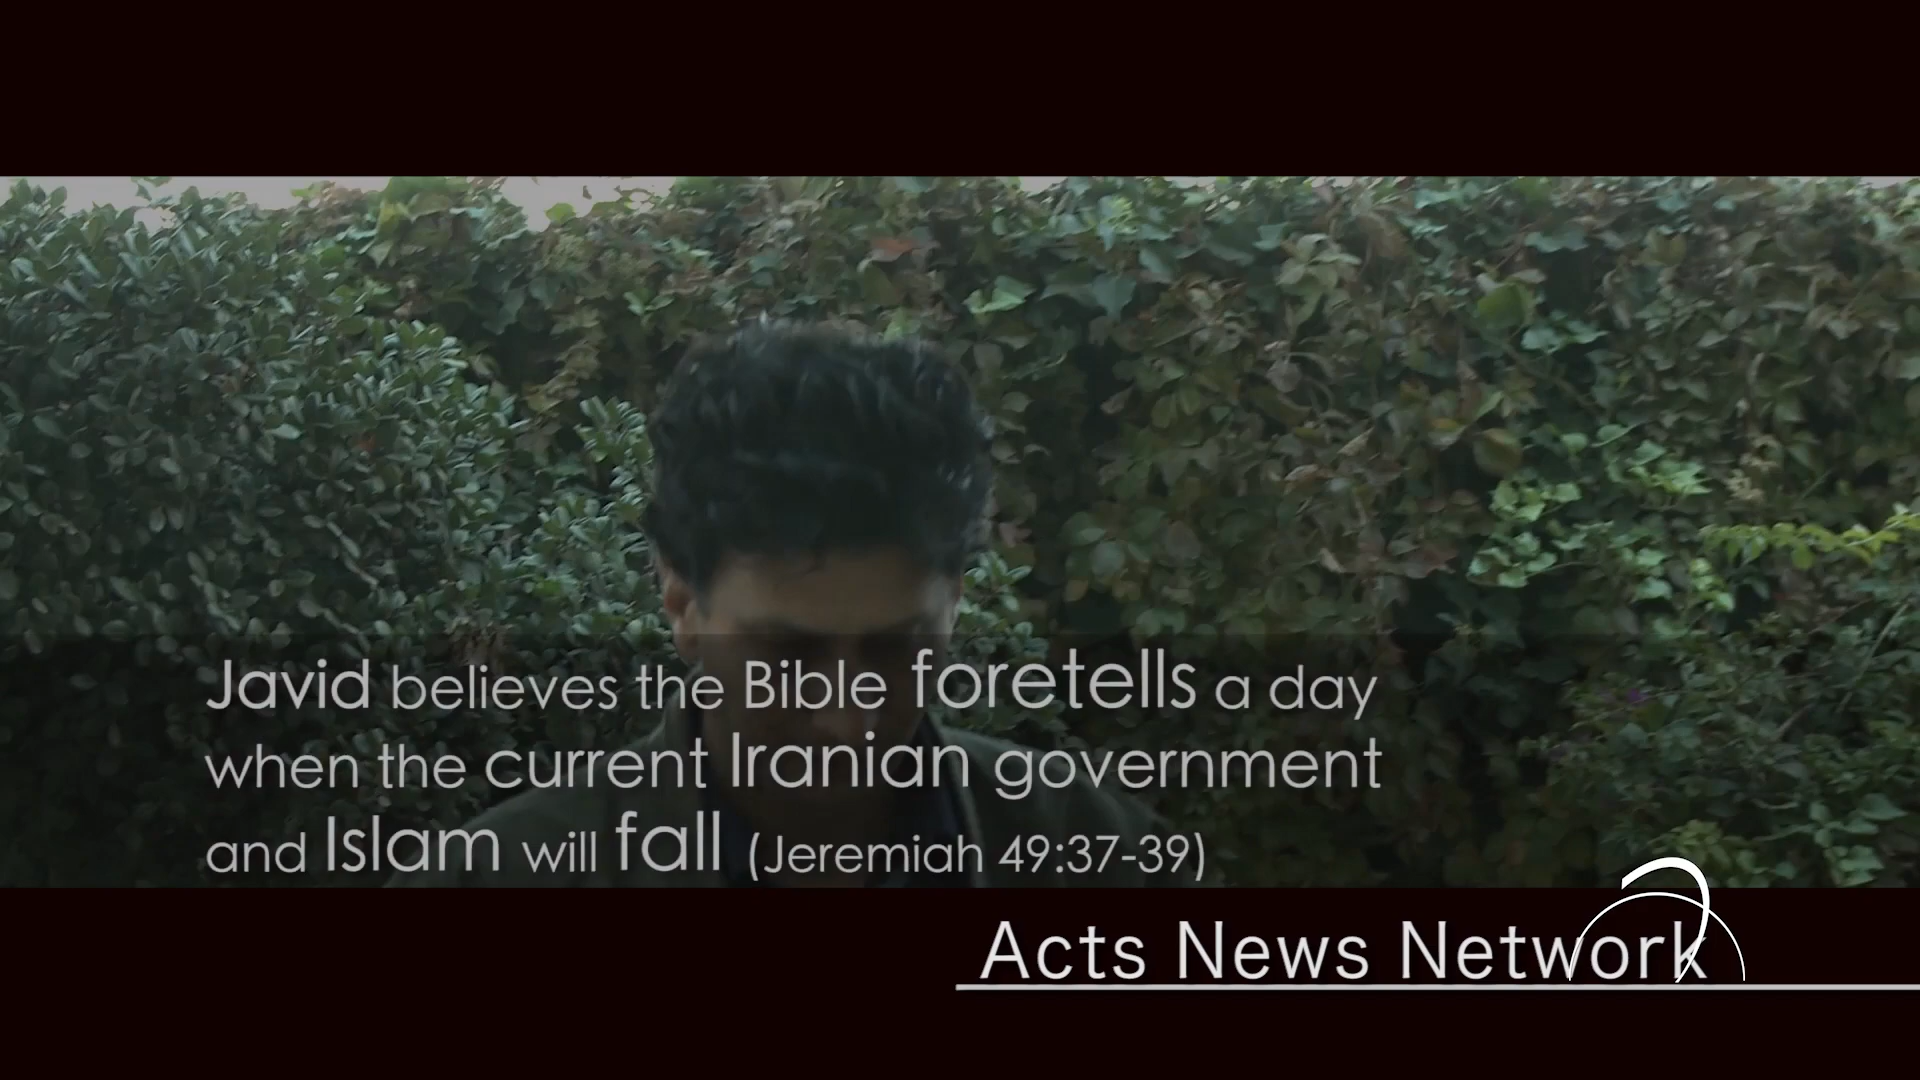 Javid believes the Bible foretells a day
when the current Iranian government
and Islam will fall (Jeremiah 49:37-39)
Acts News Network